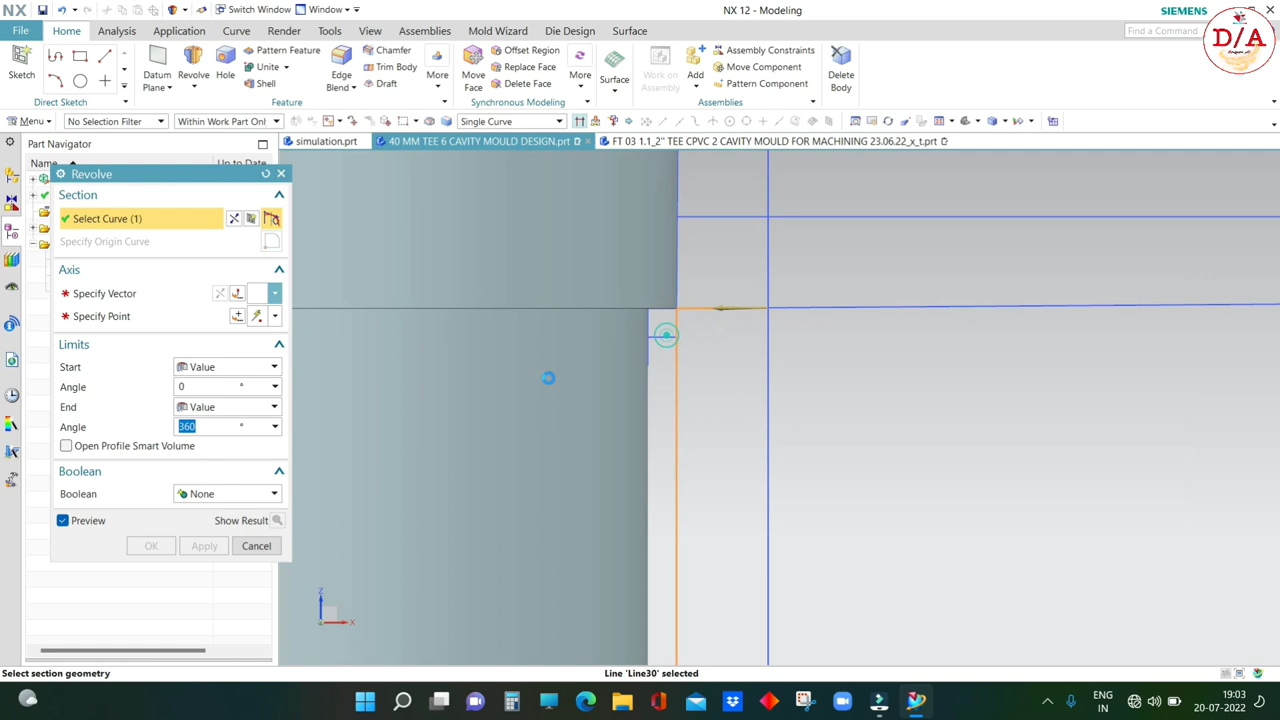 NX Switch Window Window NX 12 - Modeling SIEMENS
File Home Analysis Application Curve Render Tools View Assemblies Mold Wizard Die Design Surface Find a Command
Sketch Datum Plane Revolve Hole Pattern Feature Unite Shell Edge Blend Chamfer Trim Body Draft More Move Face Offset Region Replace Face Delete Face More Surface Work on Assembly Add Assembly Constraints Move Component Pattern Component Delete Body
Direct Sketch Feature Synchronous Modeling Assemblies
D/A
Menu No Selection Filter Within Work Part Onl Single Curve
Part Navigator simulation.prt 40 MM TEE 6 CAVITY MOULD DESIGN.prt FT 03 1.1_2'' TEE CPVC 2 CAVITY MOULD FOR MACHINING 23.06.22_x_t.prt
Name Up to Date
Revolve
Section
Select Curve (1)
Specify Origin Curve
Axis
* Specify Vector
* Specify Point
Limits
Start Value
Angle 0 °
End Value
Angle 360 °
Open Profile Smart Volume
Boolean
Boolean None
Preview Show Result
OK Apply Cancel
Z
X
Select section geometry Line 'Line30' selected
ENG IN 19:03 20-07-2022